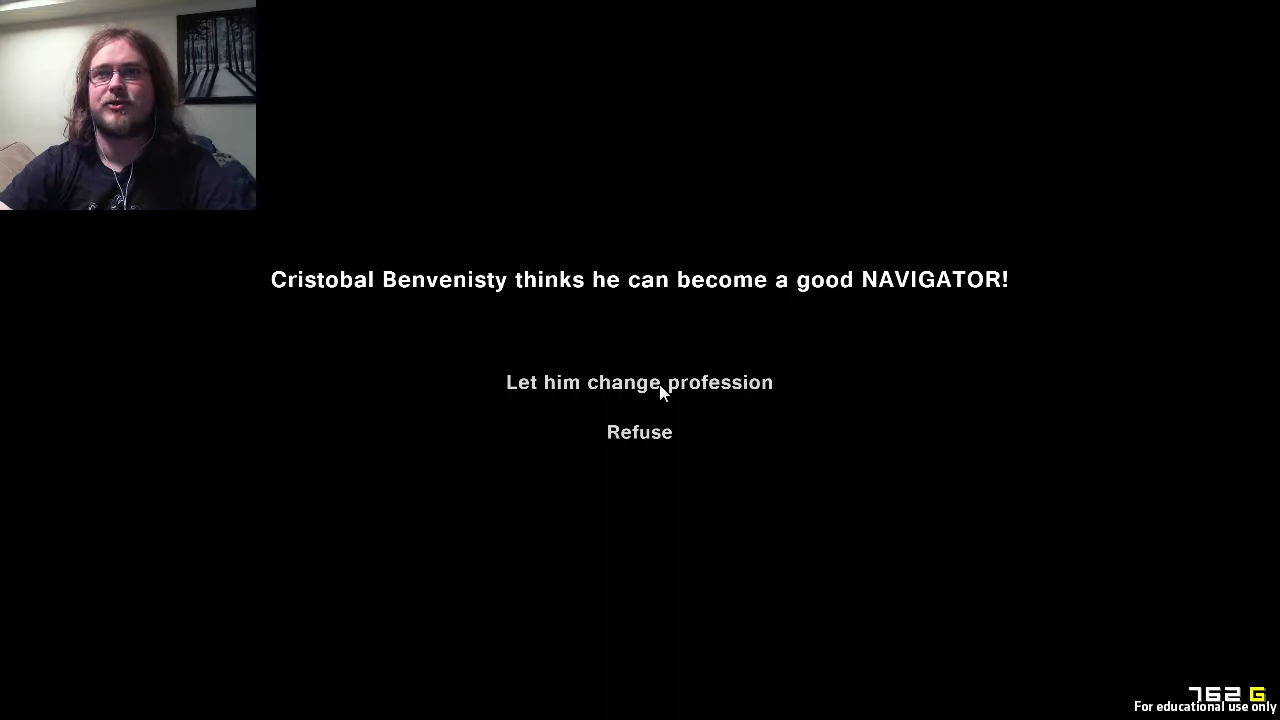 Cristobal Benvenisty thinks he can become a good NAVIGATOR!
Let him change profession
Refuse
762 G
For educational use only